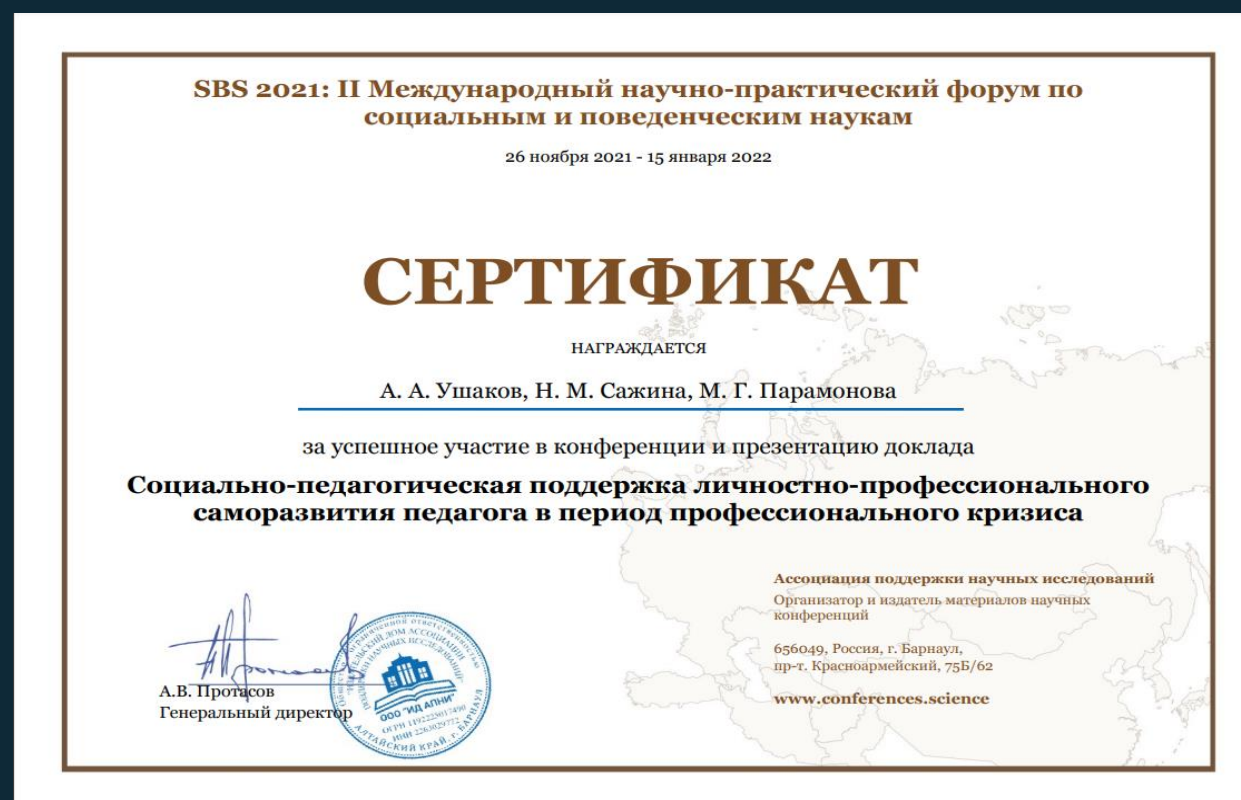 SBS 2021: II Международный научно-практический форум по
социальным и поведенческим наукам
26 ноября 2021 - 15 января 2022
СЕРТИФИКАТ
НАГРАЖДАЕТСЯ
А. А. Ушаков, Н. М. Сажина, М. Г. Парамонова
за успешное участие в конференции и презентацию доклада
Социально-педагогическая поддержка личностно-профессионального
саморазвития педагога в период профессионального кризиса
Ассоциация поддержки научных исследований
Организатор и издатель материалов научных
конференций
656049, Россия, г. Барнаул,
пр-т. Красноармейский, 75Б/62
www.conferences.science
А.В. Протасов
Генеральный директор
ООО "ИД АПНИ"
АЛТАЙСКИЙ КРАЙ, г. БАРНАУЛ